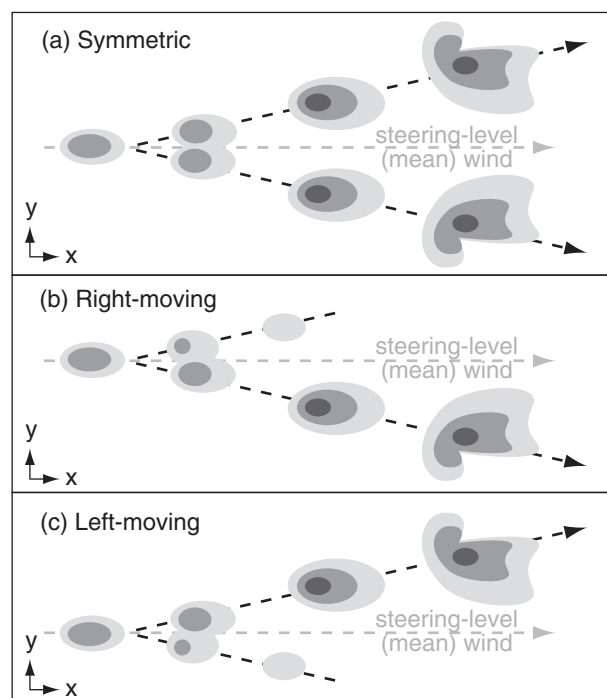 (a) Symmetric
steering-level
(mean) wind
y
x
(b) Right-moving
steering-level
(mean) wind
y
x
(c) Left-moving
steering-level
(mean) wind
y
x